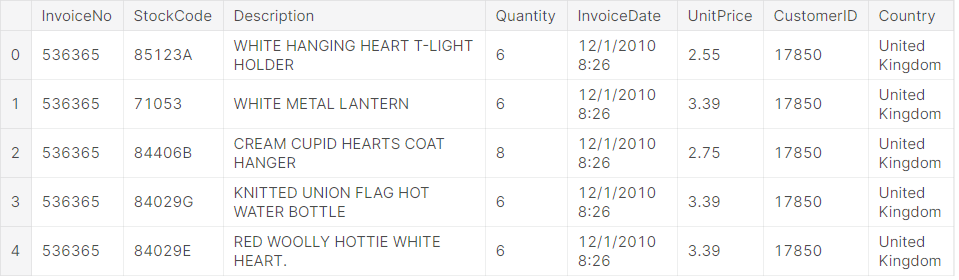 InvoiceNo StockCode Description Quantity InvoiceDate UnitPrice CustomerID Country
0 536365 85123A WHITE HANGING HEART T-LIGHT HOLDER 6 12/1/2010 8:26 2.55 17850 United Kingdom
1 536365 71053 WHITE METAL LANTERN 6 12/1/2010 8:26 3.39 17850 United Kingdom
2 536365 84406B CREAM CUPID HEARTS COAT HANGER 8 12/1/2010 8:26 2.75 17850 United Kingdom
3 536365 84029G KNITTED UNION FLAG HOT WATER BOTTLE 6 12/1/2010 8:26 3.39 17850 United Kingdom
4 536365 84029E RED WOOLLY HOTTIE WHITE HEART. 6 12/1/2010 8:26 3.39 17850 United Kingdom